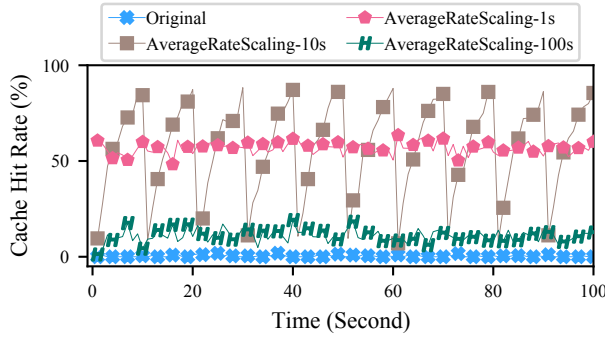 Original
AverageRateScaling-1s
AverageRateScaling-10s
AverageRateScaling-100s
Cache Hit Rate (%)
100
50
0
0
20
40
60
80
100
Time (Second)